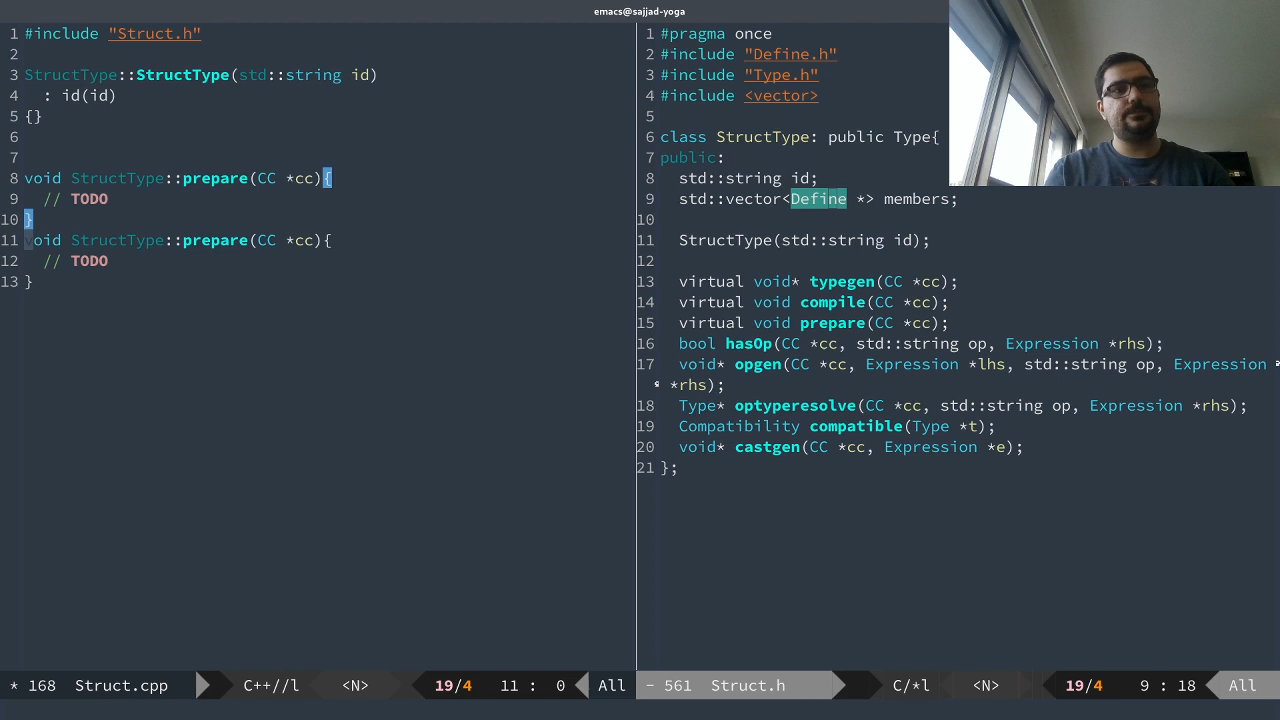 emacs@sajjad-yoga
1 #include "Struct.h"
2
3 StructType::StructType(std::string id)
4 : id(id)
5 {}
6
7
8 void StructType::prepare(CC *cc){
9 // TODO
10 }
11 void StructType::prepare(CC *cc){
12 // TODO
13 }
* 168 Struct.cpp C++//l <N> 19/4 11 : 0 All
1 #pragma once
2 #include "Define.h"
3 #include "Type.h"
4 #include <vector>
5
6 class StructType: public Type{
7 public:
8 std::string id;
9 std::vector<Define *> members;
10
11 StructType(std::string id);
12
13 virtual void* typegen(CC *cc);
14 virtual void compile(CC *cc);
15 virtual void prepare(CC *cc);
16 bool hasOp(CC *cc, std::string op, Expression *rhs);
17 void* opgen(CC *cc, Expression *lhs, std::string op, Expression
*rhs);
18 Type* optyperesolve(CC *cc, std::string op, Expression *rhs);
19 Compatibility compatible(Type *t);
20 void* castgen(CC *cc, Expression *e);
21 };
- 561 Struct.h C/*l <N> 19/4 9 : 18 All